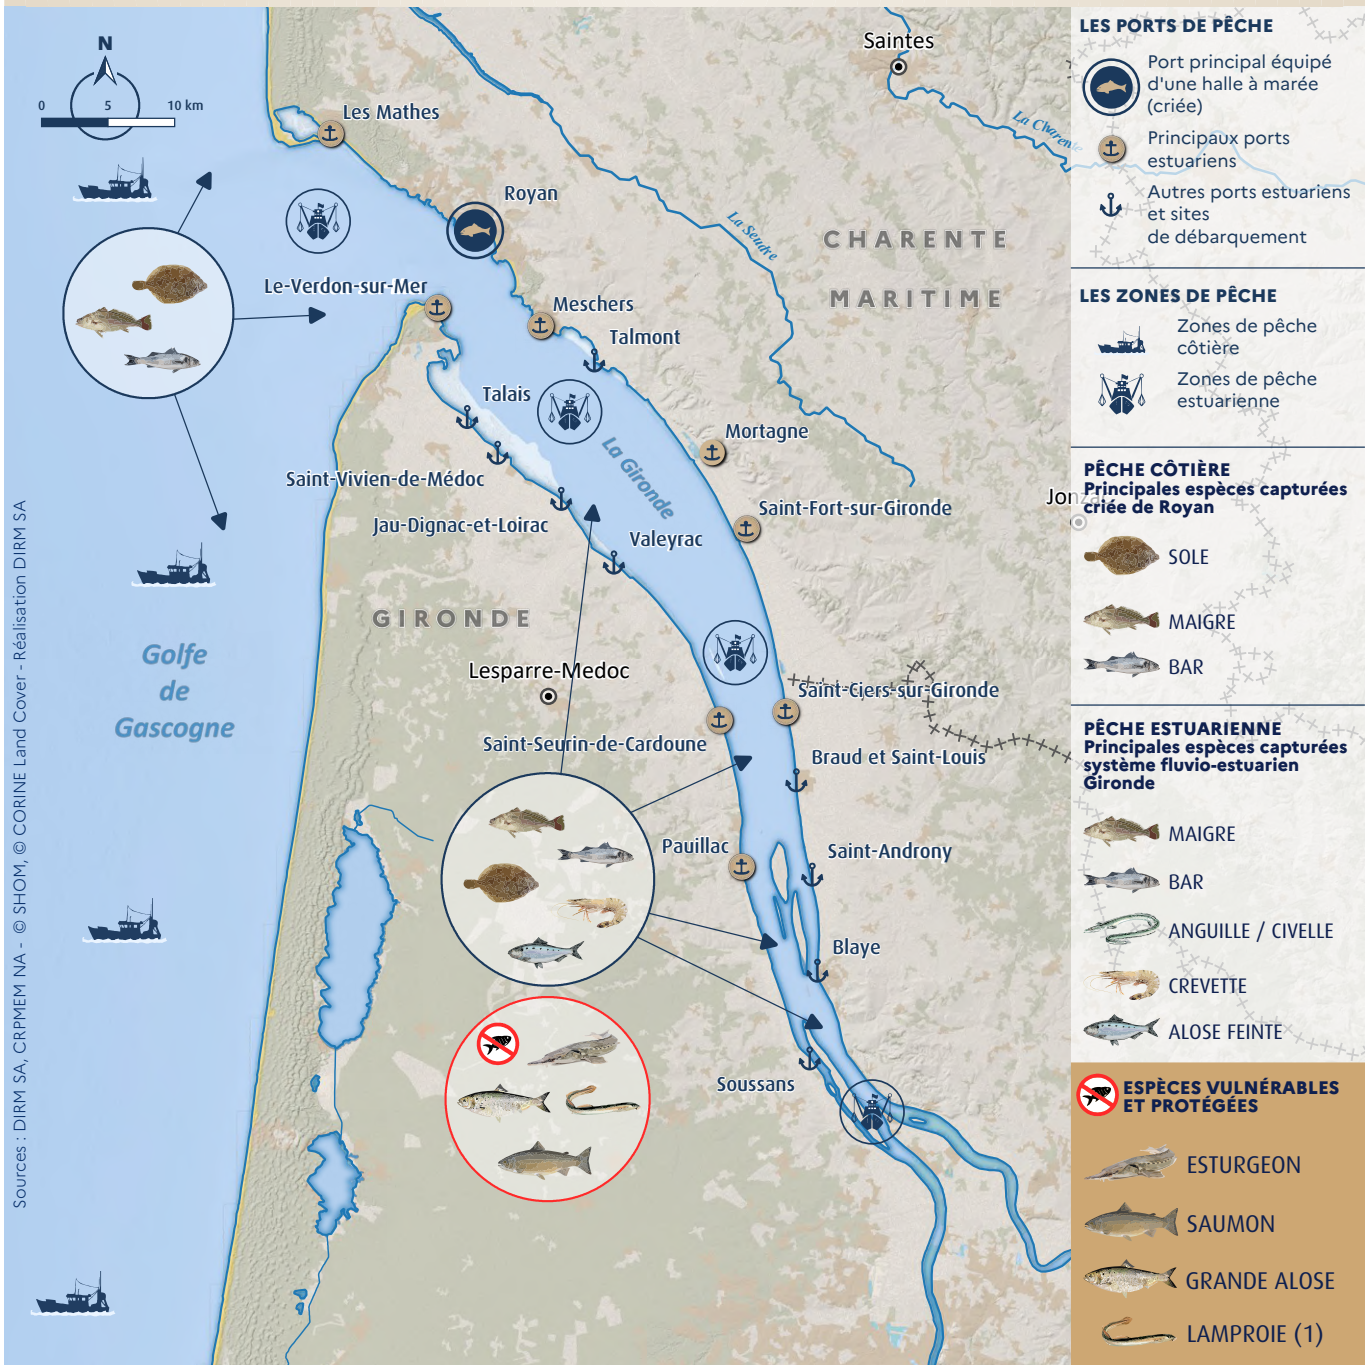 N
0 5 10 km
Les Mathes
Royan
Le-Verdon-sur-Mer
Meschers
Talmont
Talais
Saint-Vivien-de-Médoc
Jau-Dignac-et-Loirac
Valeyrac
Mortagne
Saint-Fort-sur-Gironde
La Gironde
Saintes
La Charente
La Seudre
CHARENTE
MARITIME
GIRONDE
Lesparre-Medoc
Golfe
de
Gascogne
Saint-Ciers-sur-Gironde
Saint-Seurin-de-Cardoune
Braud et Saint-Louis
Pauillac
Saint-Androny
Blaye
Soussans
Sources : DIRM SA, CRPMEM NA - © SHOM, © CORINE Land Cover - Réalisation DIRM SA
LES PORTS DE PÊCHE
Port principal équipé
d'une halle à marée
(criée)
Principaux ports
estuariens
Autres ports estuariens
et sites
de débarquement
LES ZONES DE PÊCHE
Zones de pêche
côtière
Zones de pêche
estuarienne
PÊCHE CÔTIÈRE
Principales espèces capturées
criée de Royan
SOLE
MAIGRE
BAR
PÊCHE ESTUARIENNE
Principales espèces capturées
système fluvio-estuarien
Gironde
MAIGRE
BAR
ANGUILLE / CIVELLE
CREVETTE
ALOSE FEINTE
ESPÈCES VULNÉRABLES
ET PROTÉGÉES
ESTURGEON
SAUMON
GRANDE ALOSE
LAMPROIE (1)